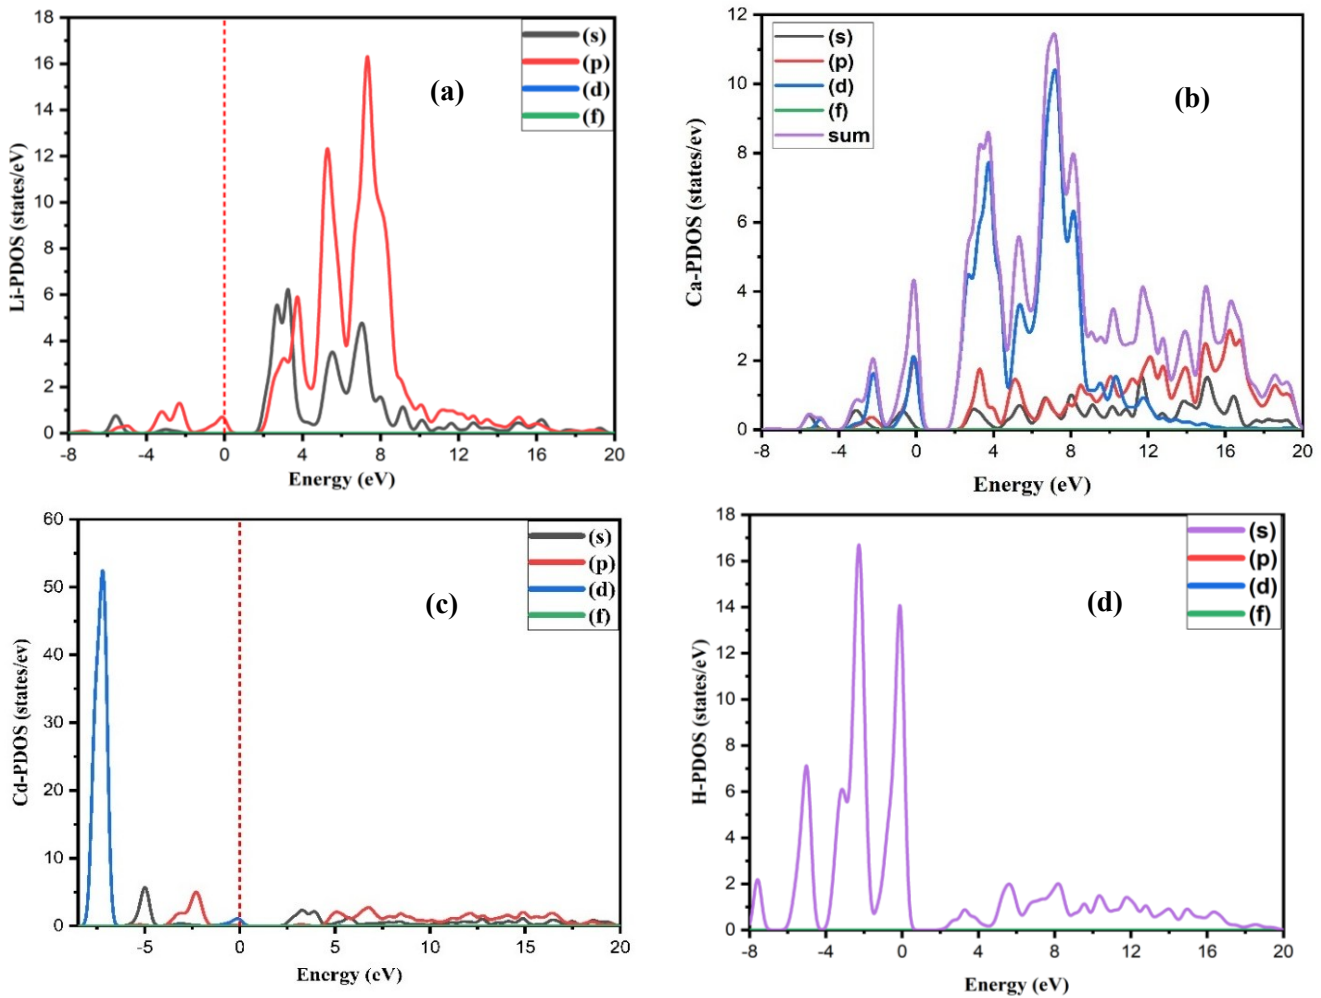 18
16
14
12
10
8
6
4
2
0
Li-PDOS (states/eV)
(a)
(s)
(p)
(d)
(f)
-8 -4 0 4 8 12 16 20
Energy (eV)
12
10
8
6
4
2
0
Ca-PDOS (states/ev)
(s)
(p)
(d)
(f)
sum
(b)
-8 -4 0 4 8 12 16 20
Energy (eV)
60
50
40
30
20
10
0
Cd-PDOS (states/ev)
(c)
(s)
(p)
(d)
(f)
-5 0 5 10 15 20
Energy (eV)
18
16
14
12
10
8
6
4
2
0
H-PDOS (states/eV)
(d)
(s)
(p)
(d)
(f)
-8 -4 0 4 8 12 16 20
Energy (eV)